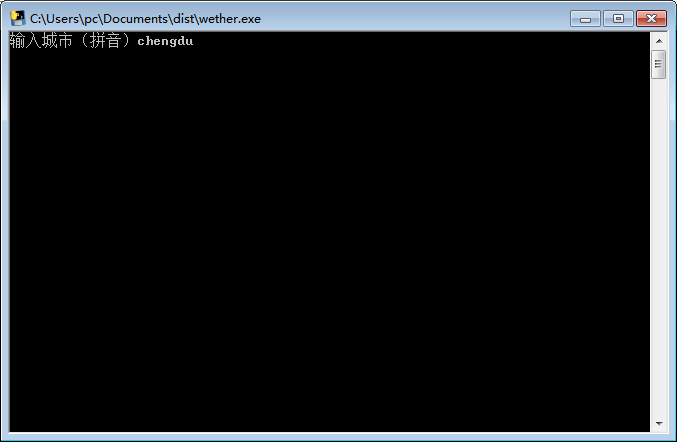 C:\Users\pc\Documents\dist\wether.exe
输入城市（拼音）chengdu